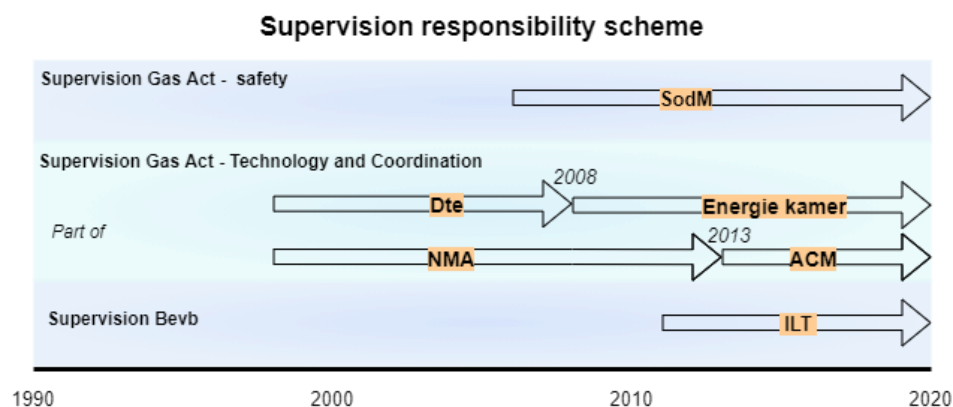 Supervision responsibility scheme
Supervision Gas Act - safety
SodM
Supervision Gas Act - Technology and Coordination
2008
Dte
Energie kamer
Part of
2013
NMA
ACM
Supervision Bevb
ILT
1990
2000
2010
2020